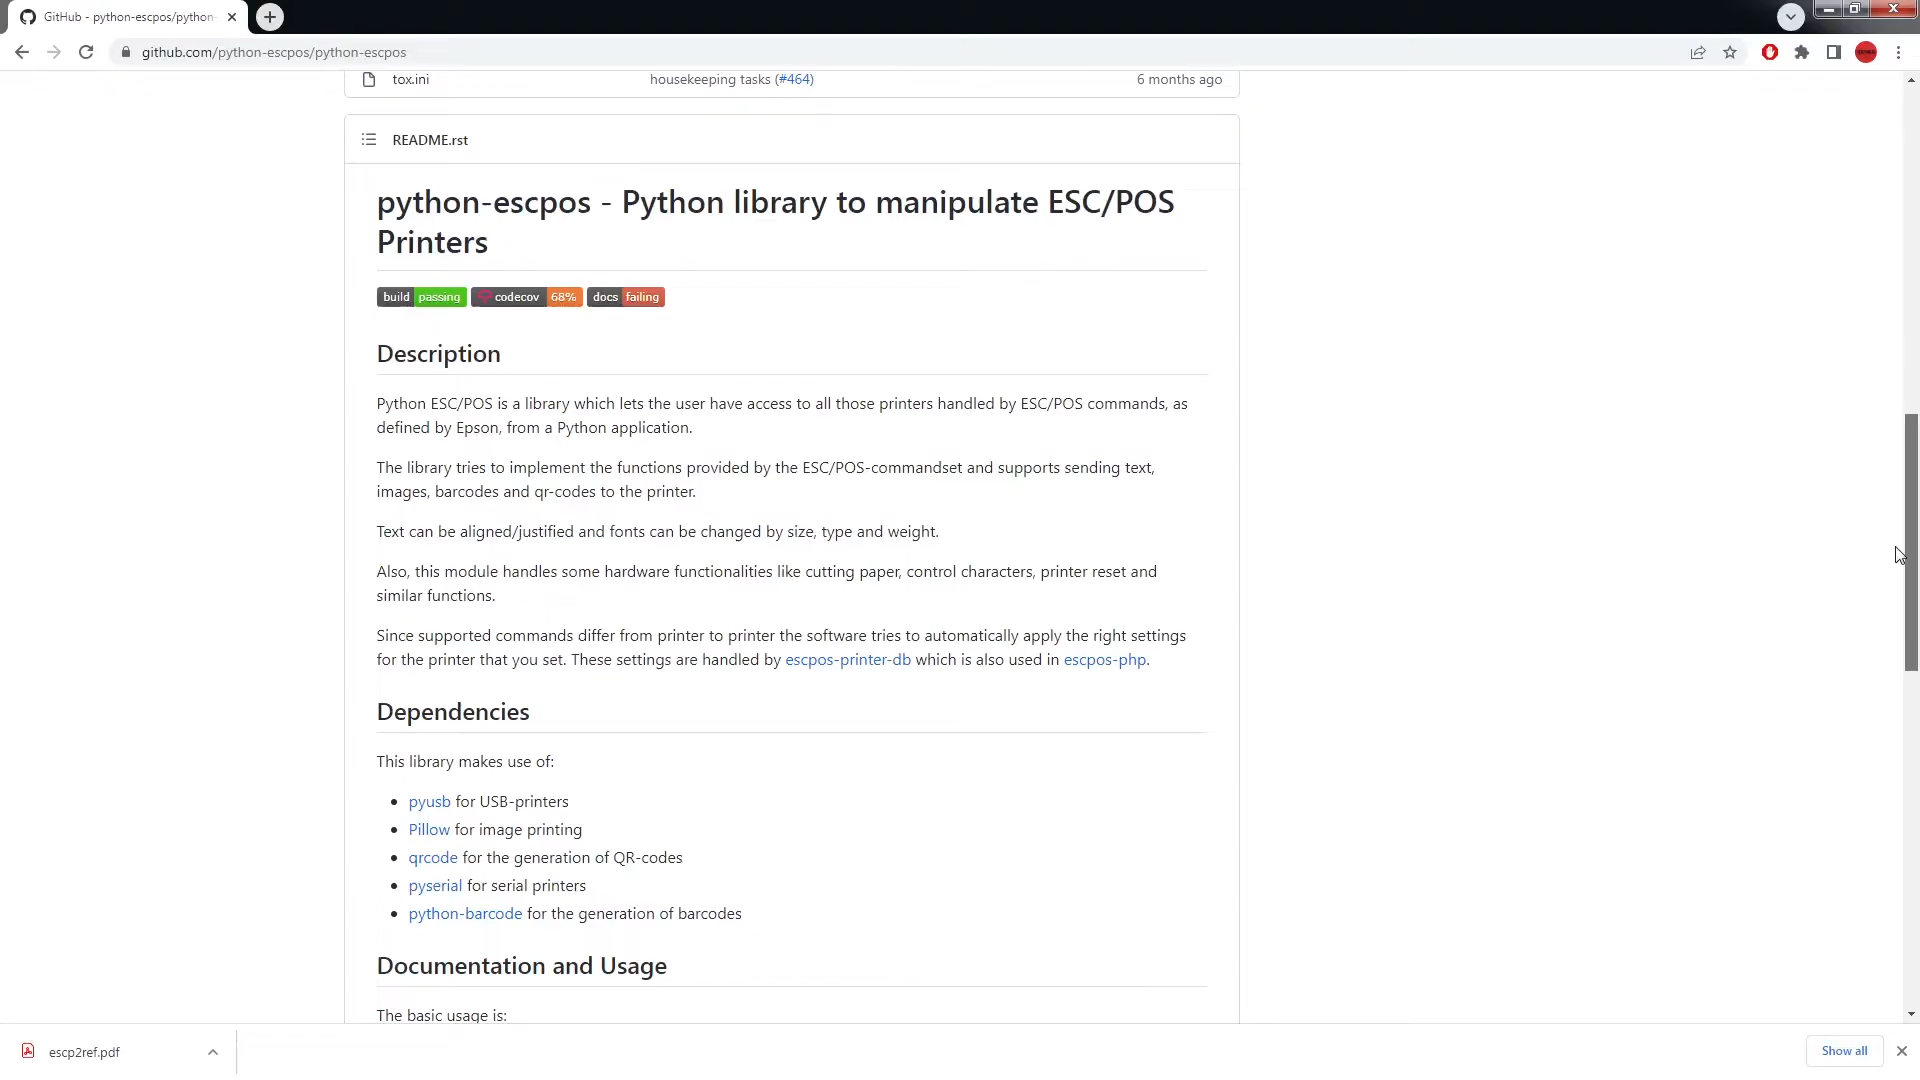 GitHub - python-escpos/python-
github.com/python-escpos/python-escpos
tox.ini housekeeping tasks (#464) 6 months ago
README.rst
python-escpos - Python library to manipulate ESC/POS
Printers
build passing codecov 68% docs failing
Description
Python ESC/POS is a library which lets the user have access to all those printers handled by ESC/POS commands, as
defined by Epson, from a Python application.
The library tries to implement the functions provided by the ESC/POS-commandset and supports sending text,
images, barcodes and qr-codes to the printer.
Text can be aligned/justified and fonts can be changed by size, type and weight.
Also, this module handles some hardware functionalities like cutting paper, control characters, printer reset and
similar functions.
Since supported commands differ from printer to printer the software tries to automatically apply the right settings
for the printer that you set. These settings are handled by escpos-printer-db which is also used in escpos-php.
Dependencies
This library makes use of:
pyusb for USB-printers
Pillow for image printing
qrcode for the generation of QR-codes
pyserial for serial printers
python-barcode for the generation of barcodes
Documentation and Usage
The basic usage is:
escp2ref.pdf
Show all